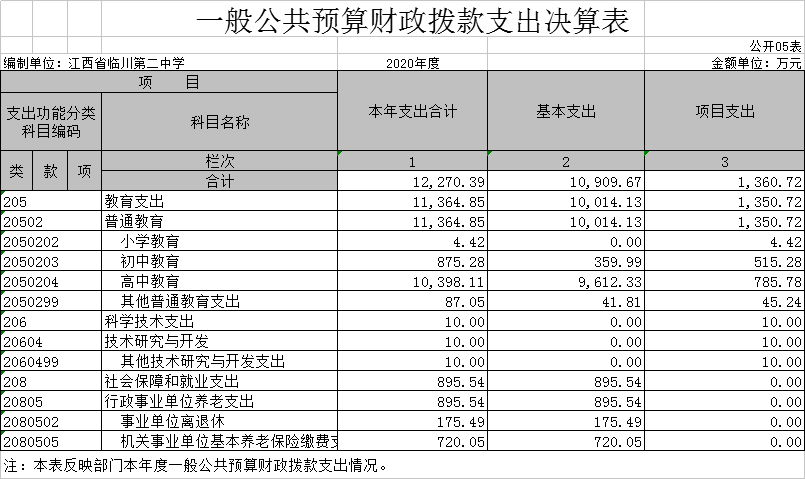 一般公共预算财政拨款支出决算表
公开05表
编制单位：江西省临川第二中学 2020年度 金额单位：万元
项 目 本年支出合计 基本支出 项目支出
支出功能分类科目编码 科目名称
类 款 项 栏次 1 2 3
合计 12,270.39 10,909.67 1,360.72
205 教育支出 11,364.85 10,014.13 1,350.72
20502 普通教育 11,364.85 10,014.13 1,350.72
2050202 小学教育 4.42 0.00 4.42
2050203 初中教育 875.28 359.99 515.28
2050204 高中教育 10,398.11 9,612.33 785.78
2050299 其他普通教育支出 87.05 41.81 45.24
206 科学技术支出 10.00 0.00 10.00
20604 技术研究与开发 10.00 0.00 10.00
2060499 其他技术研究与开发支出 10.00 0.00 10.00
208 社会保障和就业支出 895.54 895.54 0.00
20805 行政事业单位养老支出 895.54 895.54 0.00
2080502 事业单位离退休 175.49 175.49 0.00
2080505 机关事业单位基本养老保险缴费支 720.05 720.05 0.00
注：本表反映部门本年度一般公共预算财政拨款支出情况。